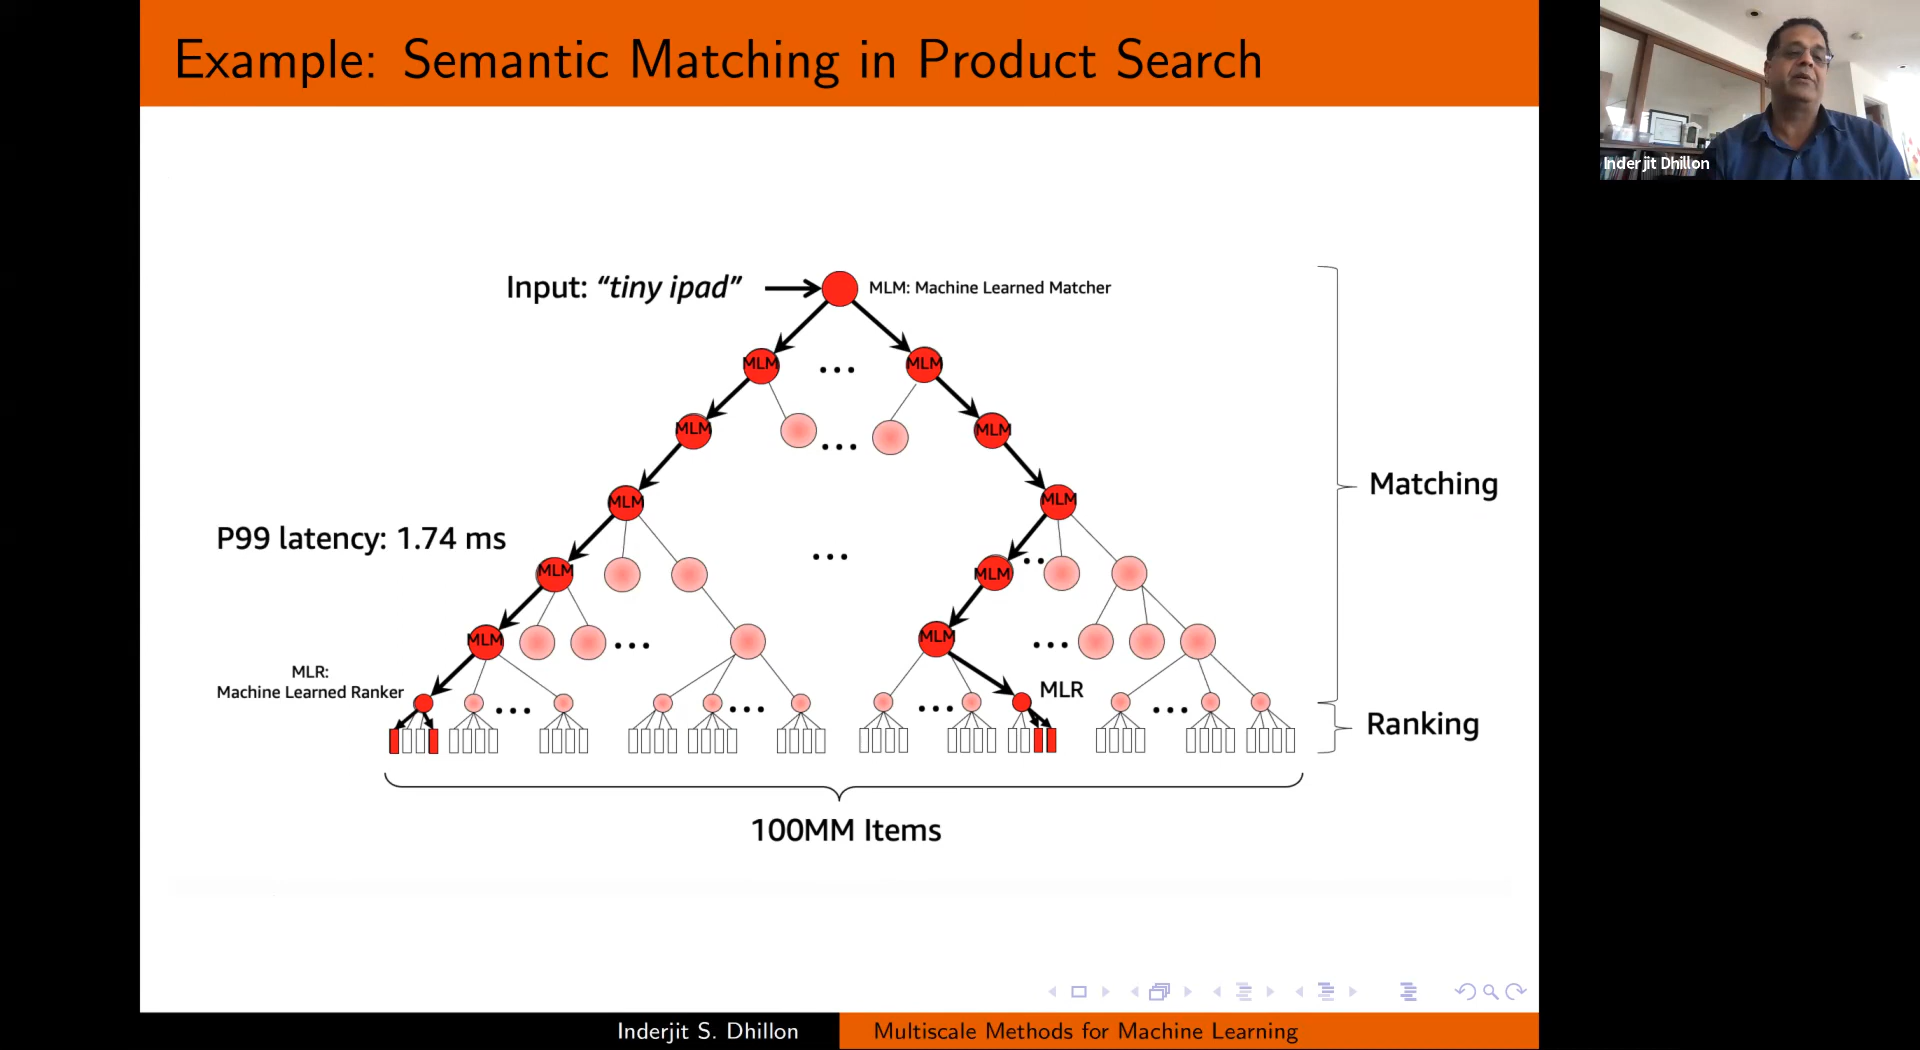 Example: Semantic Matching in Product Search
Inderjit Dhillon
Input: “tiny ipad”
MLM: Machine Learned Matcher
MLM
...
MLM
MLM
...
MLM
MLM
MLM
Matching
P99 latency: 1.74 ms
...
MLM
MLM
..
MLM
...
MLM
...
MLR:
Machine Learned Ranker
MLR
...
...
...
...
Ranking
100MM Items
Inderjit S. Dhillon
Multiscale Methods for Machine Learning